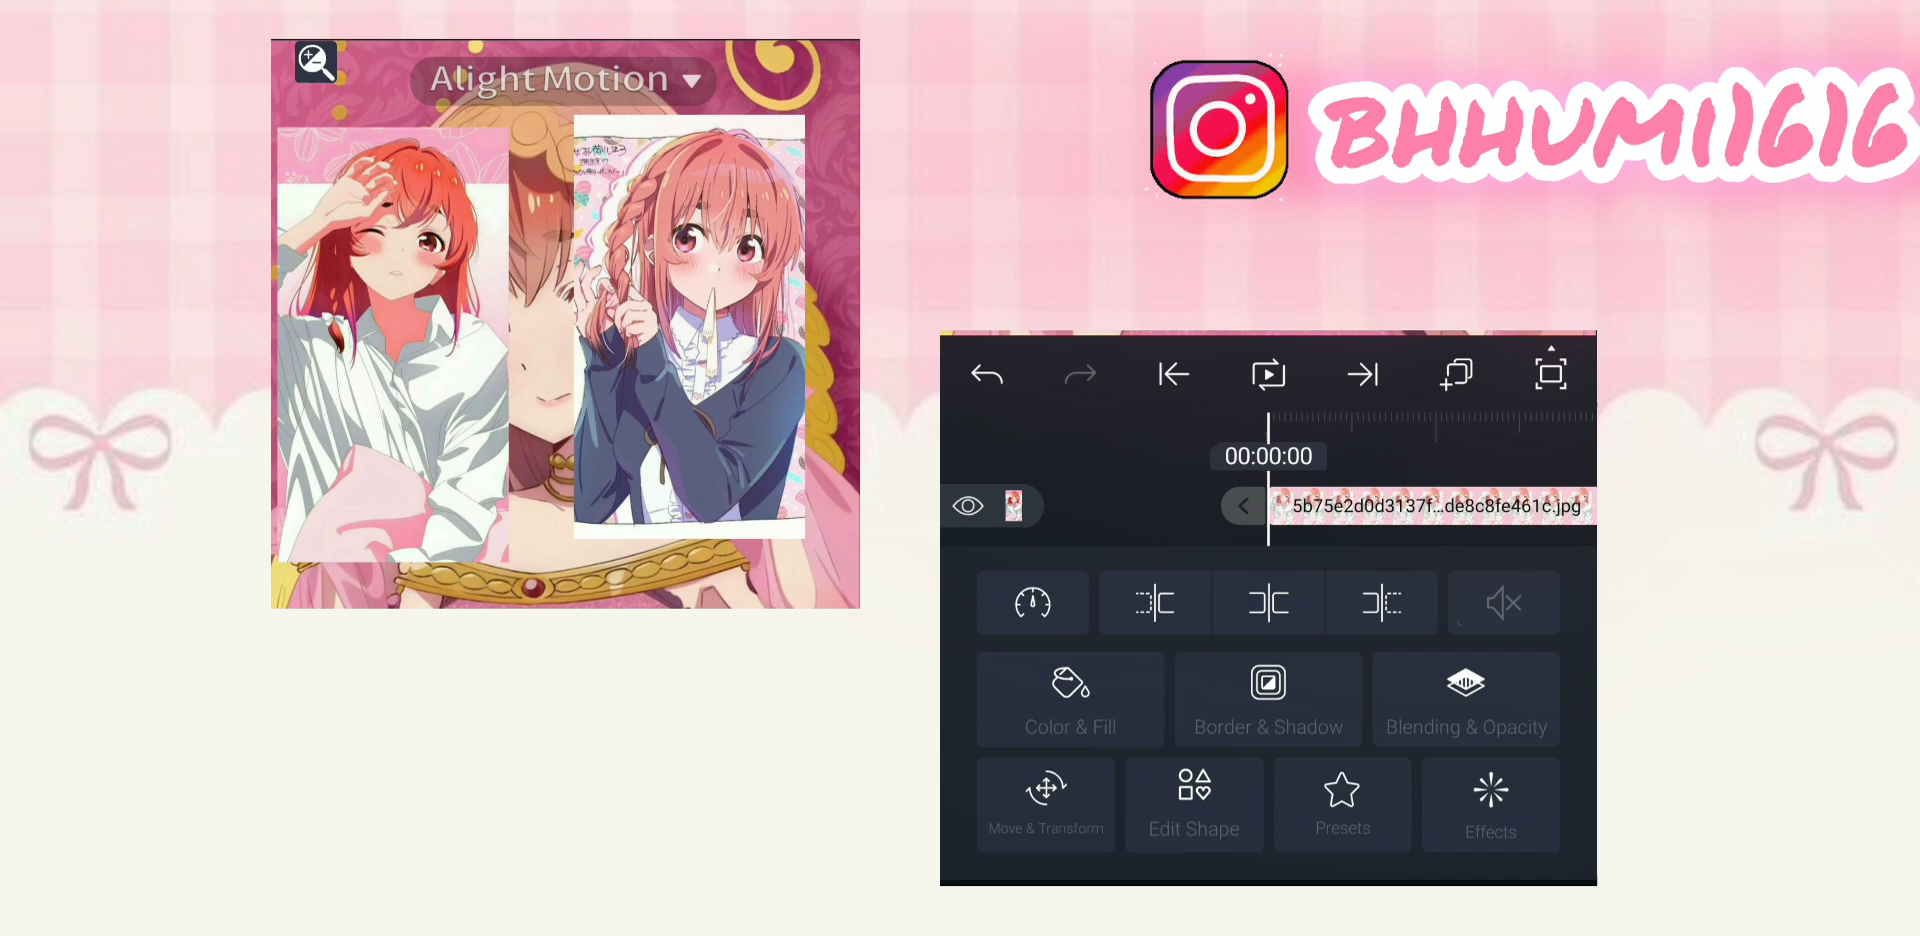 Alight Motion
BHHUMI1616
00:00:00
5b75e2d0d3137f...de8c8fe461c.jpg
Color & Fill
Border & Shadow
Blending & Opacity
Move & Transform
Edit Shape
Presets
Effects